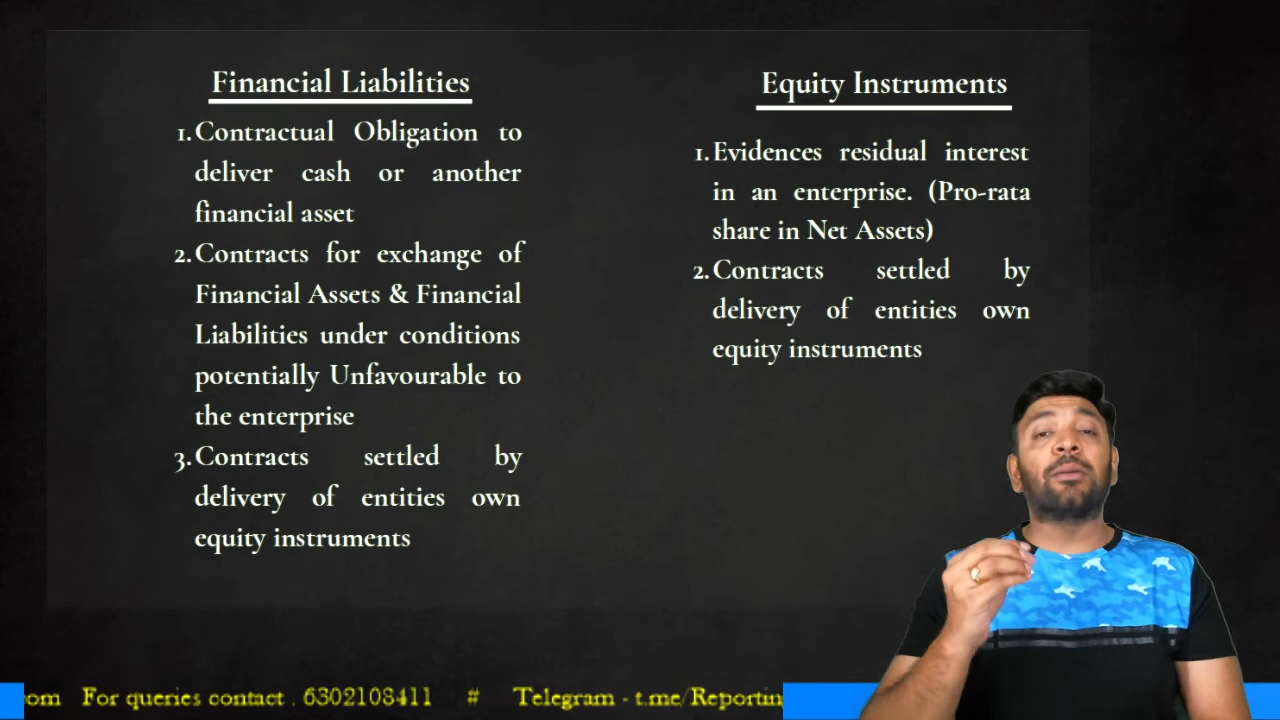 Financial Liabilities
1. Contractual Obligation to
deliver cash or another
financial asset
2. Contracts for exchange of
Financial Assets & Financial
Liabilities under conditions
potentially Unfavourable to
the enterprise
3. Contracts settled by
delivery of entities own
equity instruments
Equity Instruments
1. Evidences residual interest
in an enterprise. (Pro-rata
share in Net Assets)
2. Contracts settled by
delivery of entities own
equity instruments
com For queries contact . 6302108411 # Telegram - t.me/Reportin